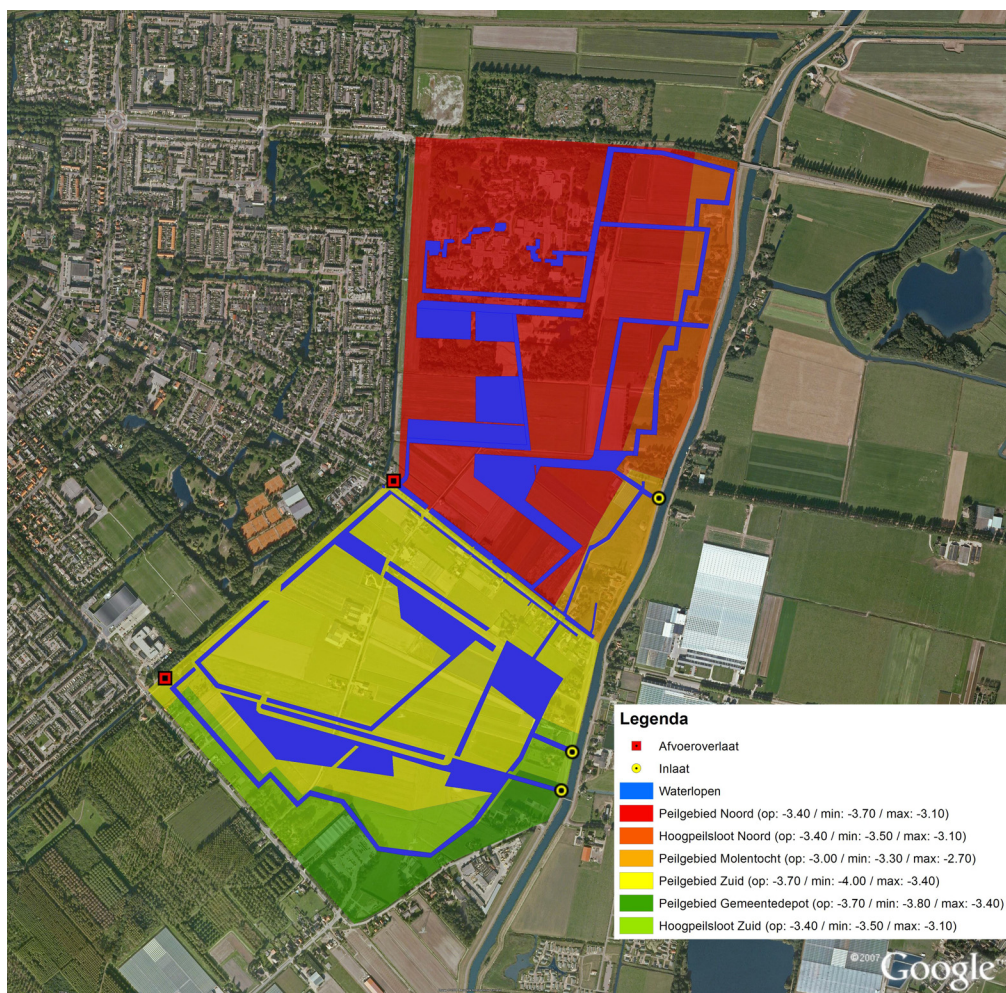 Legenda
Afvoeroverlaat
Inlaat
Waterlopen
Peilgebied Noord (op: -3.40 / min: -3.70 / max: -3.10)
Hoogpeilsloot Noord (op: -3.40 / min: -3.50 / max: -3.10)
Peilgebied Molentocht (op: -3.00 / min: -3.30 / max: -2.70)
Peilgebied Zuid (op: -3.70 / min: -4.00 / max: -3.40)
Peilgebied Gemeentedepot (op: -3.70 / min: -3.80 / max: -3.40)
Hoogpeilsloot Zuid (op: -3.40 / min: -3.50 / max: -3.10)
©2007 Google